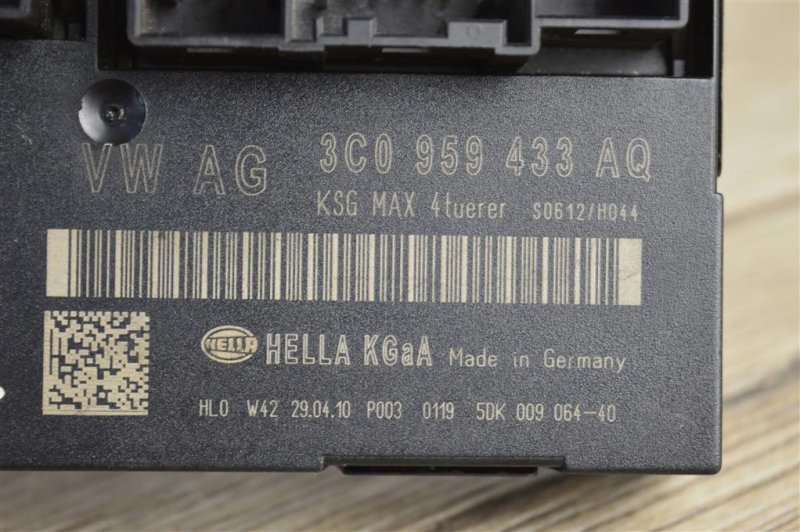 VW AG 3C0 959 433 AQ
KSG MAX 4tuerer S0612/H044
HELLA HELLA KGaA Made in Germany
HL0 W42 29.04.10 P003 0119 5DK 009 064-40